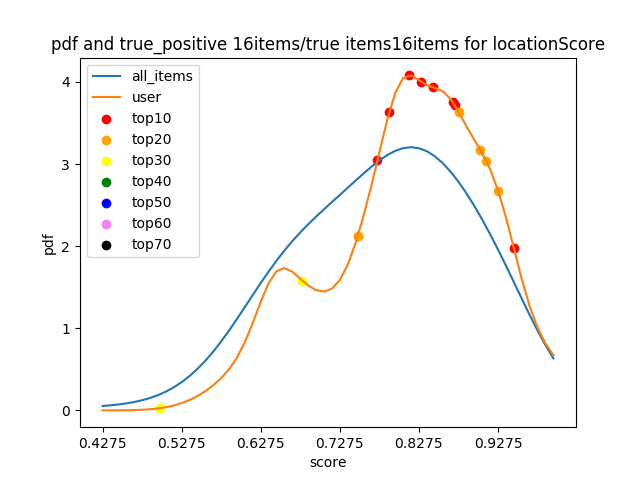 pdf and true_positive 16items/true items16items for locationScore
all_items
user
top10
top20
top30
top40
top50
top60
top70
pdf
4
3
2
1
0
0.4275 0.5275 0.6275 0.7275 0.8275 0.9275
score